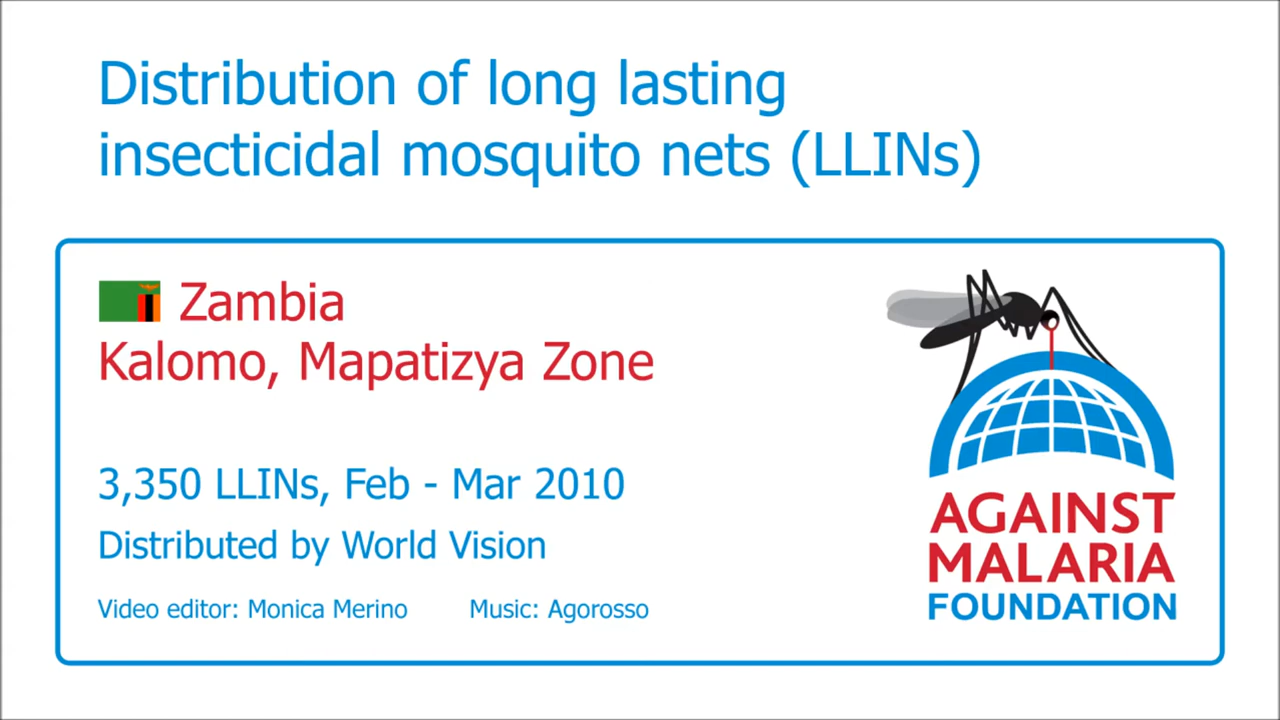 Distribution of long lasting
insecticidal mosquito nets (LLINs)
Zambia
Kalomo, Mapatizya Zone
3,350 LLINs, Feb - Mar 2010
Distributed by World Vision
Video editor: Monica Merino Music: Agorosso
AGAINST
MALARIA
FOUNDATION